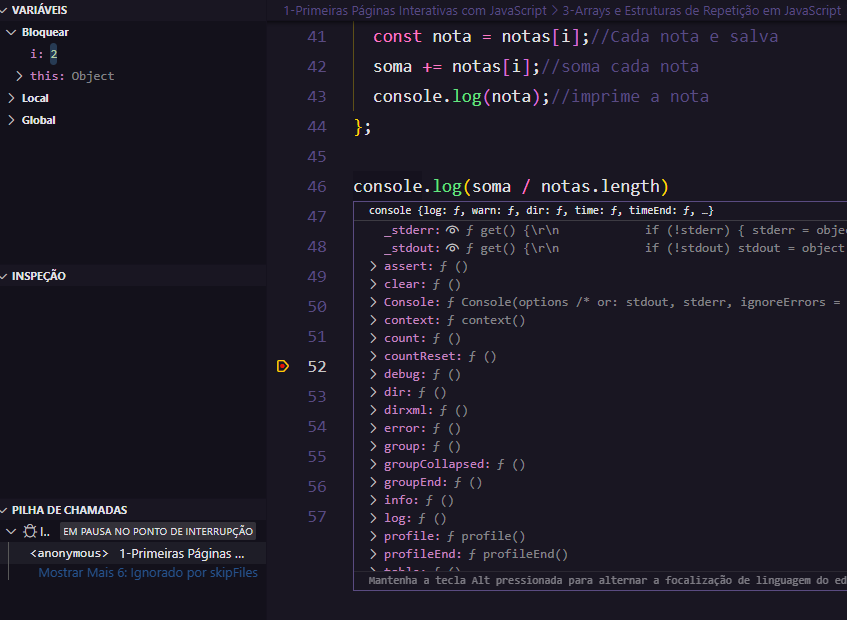 VARIÁVEIS
Bloquear
i: 2
this: Object
Local
Global
INSPEÇÃO
PILHA DE CHAMADAS
I.. EM PAUSA NO PONTO DE INTERRUPÇÃO
<anonymous> 1-Primeiras Páginas ...
Mostrar Mais 6: Ignorado por skipFiles
1-Primeiras Páginas Interativas com JavaScript > 3-Arrays e Estruturas de Repetição em JavaScript
41 const nota = notas[i];//Cada nota e salva
42 soma += notas[i];//soma cada nota
43 console.log(nota);//imprime a nota
44 };
45
46 console.log(soma / notas.length)
47
48
49
50
51
52
53
54
55
56
57
console {log: ƒ, warn: ƒ, dir: ƒ, time: ƒ, timeEnd: ƒ, …}
_stderr: ƒ get() {\r\n if (!stderr) { stderr = obje
_stdout: ƒ get() {\r\n if (!stdout) stdout = object
assert: ƒ ()
clear: ƒ ()
Console: ƒ Console(options /* or: stdout, stderr, ignoreErrors =
context: ƒ context()
count: ƒ ()
countReset: ƒ ()
debug: ƒ ()
dir: ƒ ()
dirxml: ƒ ()
error: ƒ ()
group: ƒ ()
groupCollapsed: ƒ ()
groupEnd: ƒ ()
info: ƒ ()
log: ƒ ()
profile: ƒ profile()
profileEnd: ƒ profileEnd()
table: ƒ ()
Mantenha a tecla Alt pressionada para alternar a focalização de linguagem do ed